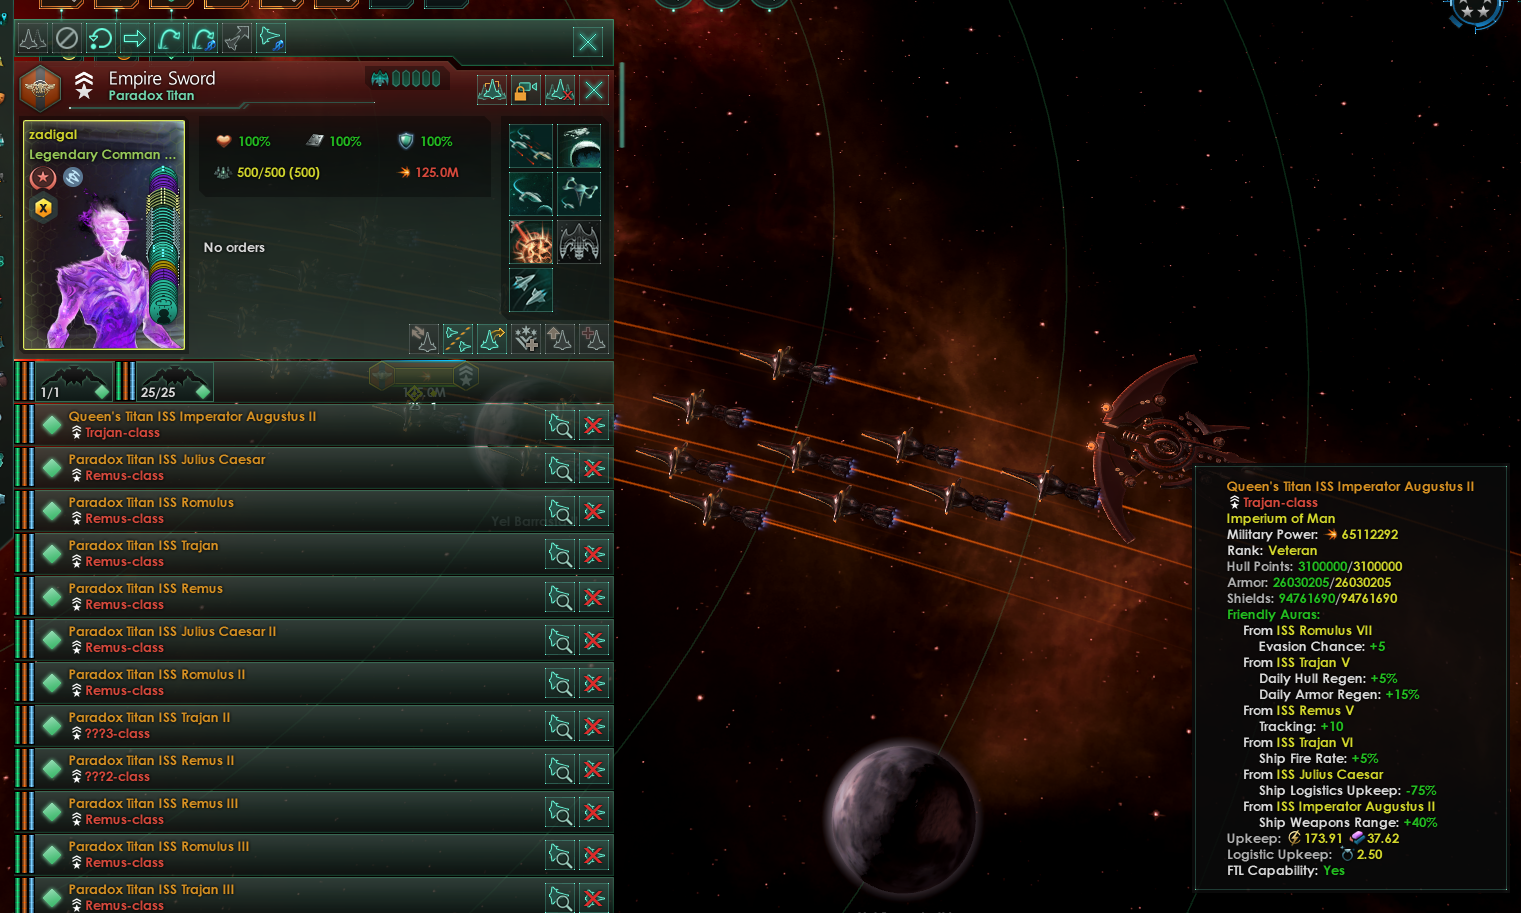 Empire Sword
Paradox Titan
zadigal
Legendary Comman ...
100%
100%
100%
500/500 (500)
125.0M
X
No orders
1/1
25/25
Queen's Titan ISS Imperator Augustus II
Trajan-class
Paradox Titan ISS Julius Caesar
Remus-class
Paradox Titan ISS Romulus
Remus-class
Paradox Titan ISS Trajan
Remus-class
Paradox Titan ISS Remus
Remus-class
Paradox Titan ISS Julius Caesar II
Remus-class
Paradox Titan ISS Romulus II
Remus-class
Paradox Titan ISS Trajan II
???3-class
Paradox Titan ISS Remus II
???2-class
Paradox Titan ISS Remus III
Remus-class
Paradox Titan ISS Romulus III
Remus-class
Paradox Titan ISS Trajan III
Remus-class
Queen's Titan ISS Imperator Augustus II
Trajan-class
Imperium of Man
Military Power: 65112292
Rank: Veteran
Hull Points: 3100000/3100000
Armor: 26030205/26030205
Shields: 94761690/94761690
Friendly Auras:
From ISS Romulus VII
Evasion Chance: +5
From ISS Trajan V
Daily Hull Regen: +5%
Daily Armor Regen: +15%
From ISS Remus V
Tracking: +10
From ISS Trajan VI
Ship Fire Rate: +5%
From ISS Julius Caesar
Ship Logistics Upkeep: -75%
From ISS Imperator Augustus II
Ship Weapons Range: +40%
Upkeep: 173.91 37.62
Logistic Upkeep: 2.50
FTL Capability: Yes